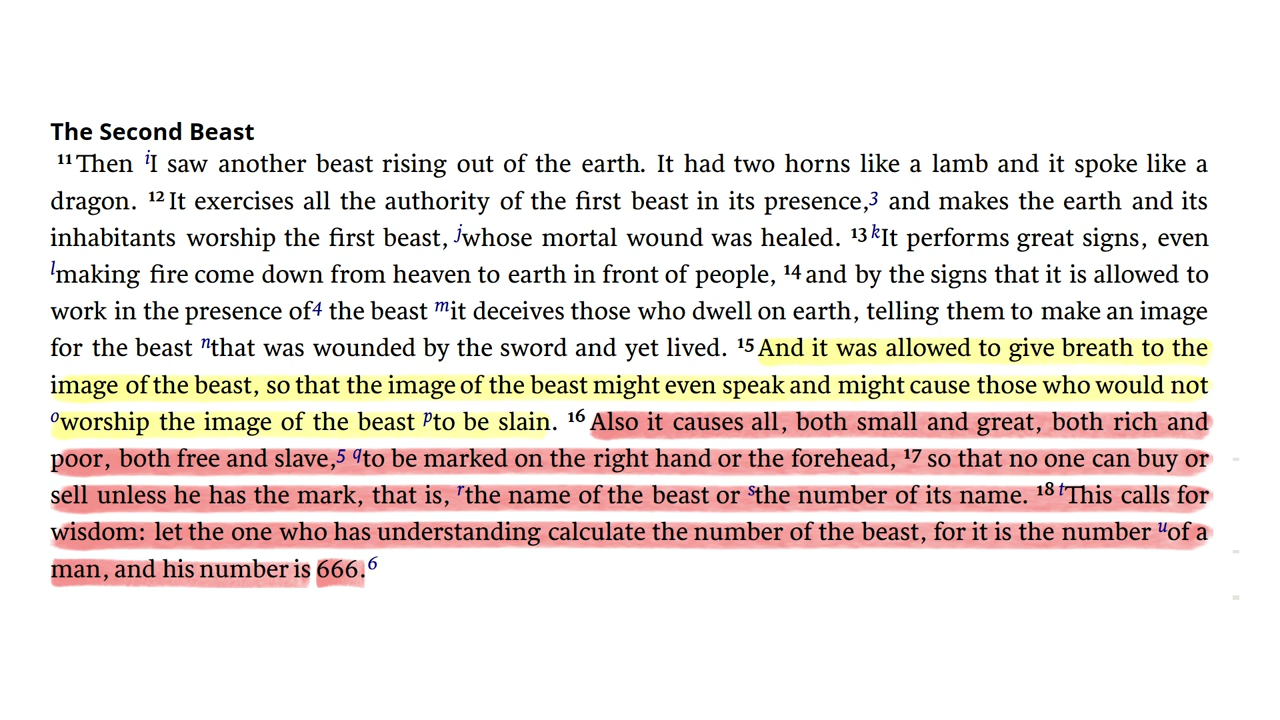 The Second Beast
11 Then iI saw another beast rising out of the earth. It had two horns like a lamb and it spoke like a
dragon. 12 It exercises all the authority of the first beast in its presence,3 and makes the earth and its
inhabitants worship the first beast, jwhose mortal wound was healed. 13 kIt performs great signs, even
lmaking fire come down from heaven to earth in front of people, 14 and by the signs that it is allowed to
work in the presence of4 the beast mit deceives those who dwell on earth, telling them to make an image
for the beast nthat was wounded by the sword and yet lived. 15 And it was allowed to give breath to the
image of the beast, so that the image of the beast might even speak and might cause those who would not
oworship the image of the beast pto be slain. 16 Also it causes all, both small and great, both rich and
poor, both free and slave,5 qto be marked on the right hand or the forehead, 17 so that no one can buy or
sell unless he has the mark, that is, rthe name of the beast or sthe number of its name. 18 tThis calls for
wisdom: let the one who has understanding calculate the number of the beast, for it is the number uof a
man, and his number is 666.6